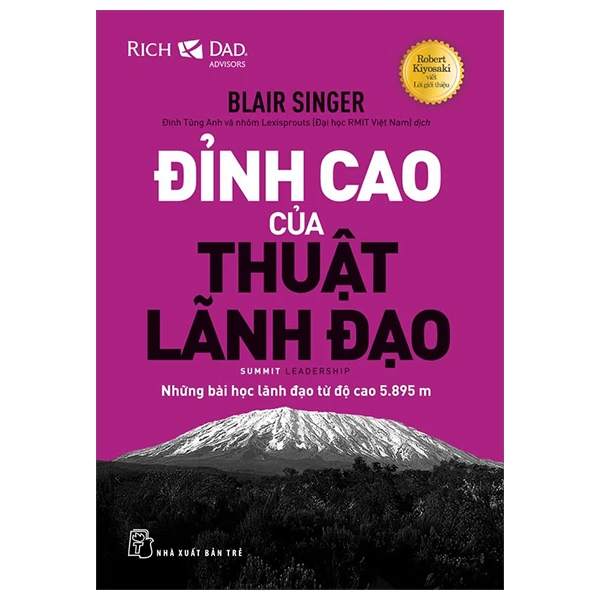 RICH DAD.
ADVISORS
Robert
Kiyosaki
viết
Lời giới thiệu
BLAIR SINGER
Đinh Tùng Anh và nhóm Lexisprouts (Đại học RMIT Việt Nam) dịch
ĐỈNH CAO
CỦA
THUẬT
LÃNH ĐẠO
SUMMIT LEADERSHIP
Những bài học lãnh đạo từ độ cao 5.895 m
NHÀ XUẤT BẢN TRẺ